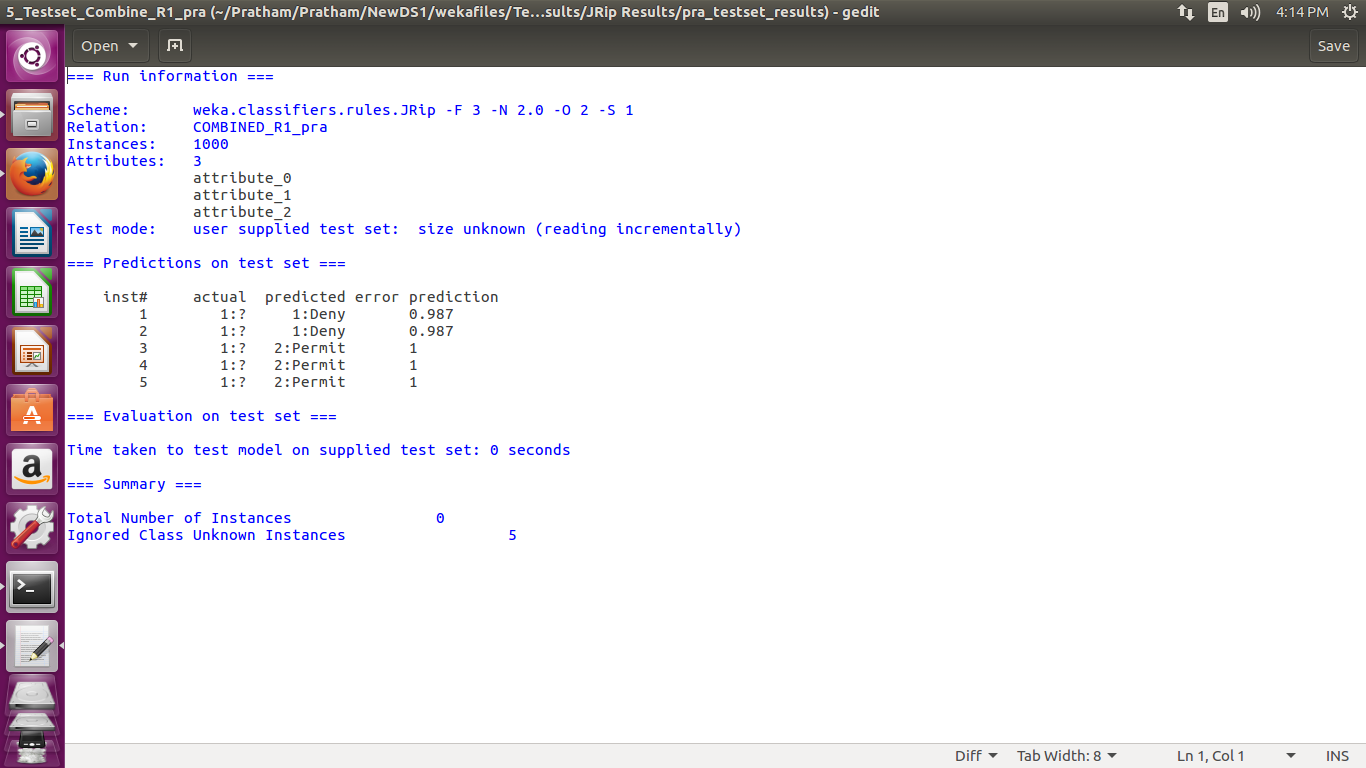 5_Testset_Combine_R1_pra (~/Pratham/Pratham/NewDS1/wekafiles/Te...sults/JRip Results/pra_testset_results) - gedit
En
4:14 PM
Open
Save
=== Run information ===
Scheme:       weka.classifiers.rules.JRip -F 3 -N 2.0 -O 2 -S 1
Relation:     COMBINED_R1_pra
Instances:    1000
Attributes:   3
              attribute_0
              attribute_1
              attribute_2
Test mode:    user supplied test set:  size unknown (reading incrementally)
=== Predictions on test set ===
    inst#     actual  predicted error prediction
        1        1:?     1:Deny       0.987
        2        1:?     1:Deny       0.987
        3        1:?   2:Permit       1
        4        1:?   2:Permit       1
        5        1:?   2:Permit       1
=== Evaluation on test set ===
Time taken to test model on supplied test set: 0 seconds
=== Summary ===
Total Number of Instances                0
Ignored Class Unknown Instances                  5
Diff
Tab Width: 8
Ln 1, Col 1
INS